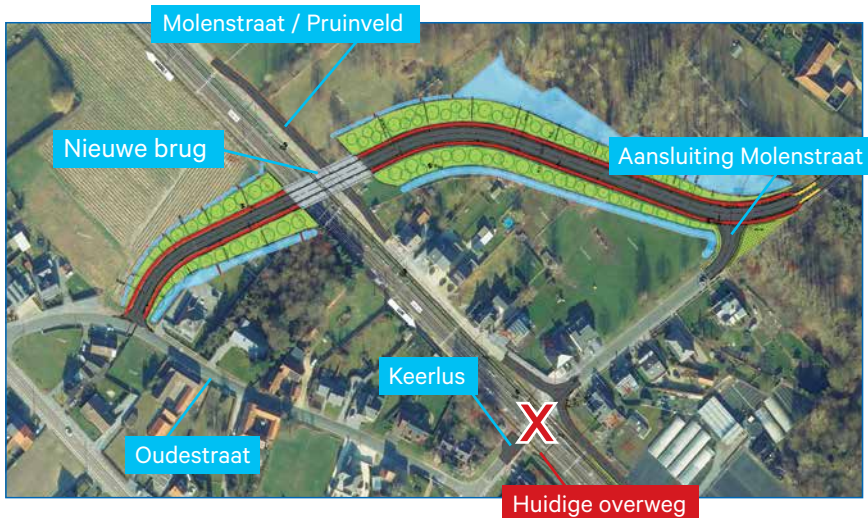 Molenstraat / Pruinveld
Nieuwe brug
Aansluiting Molenstraat
Keerlus
X
Oudestraat
Huidige overweg